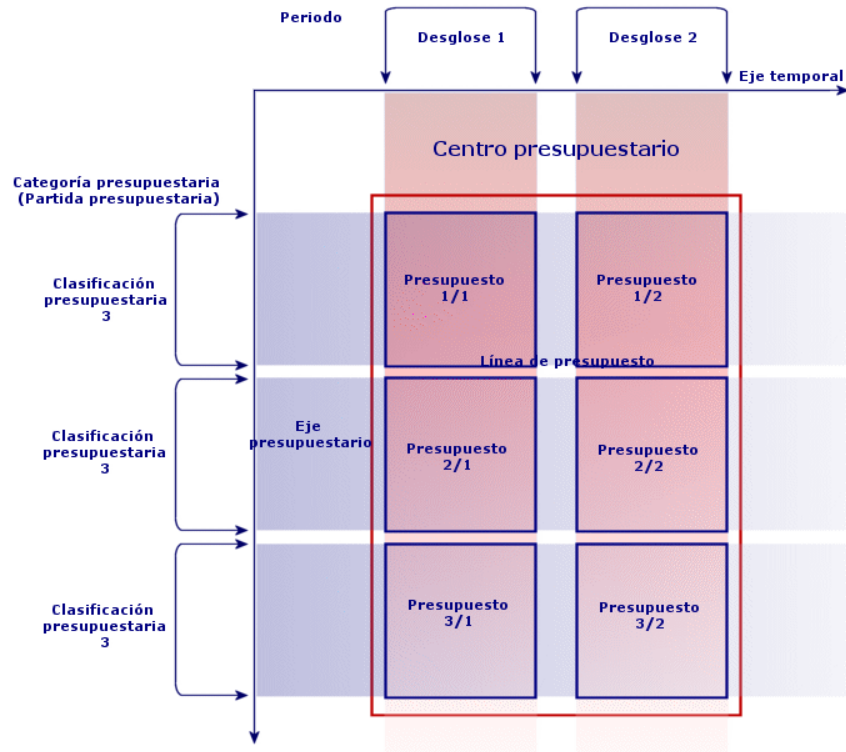 Periodo
Desglose 1
Desglose 2
Eje temporal
Centro presupuestario
Categoría presupuestaria
(Partida presupuestaria)
Clasificación
presupuestaria
3
Presupuesto
1/1
Presupuesto
1/2
Línea de presupuesto
Clasificación
presupuestaria
3
Eje
presupuestario
Presupuesto
2/1
Presupuesto
2/2
Clasificación
presupuestaria
3
Presupuesto
3/1
Presupuesto
3/2